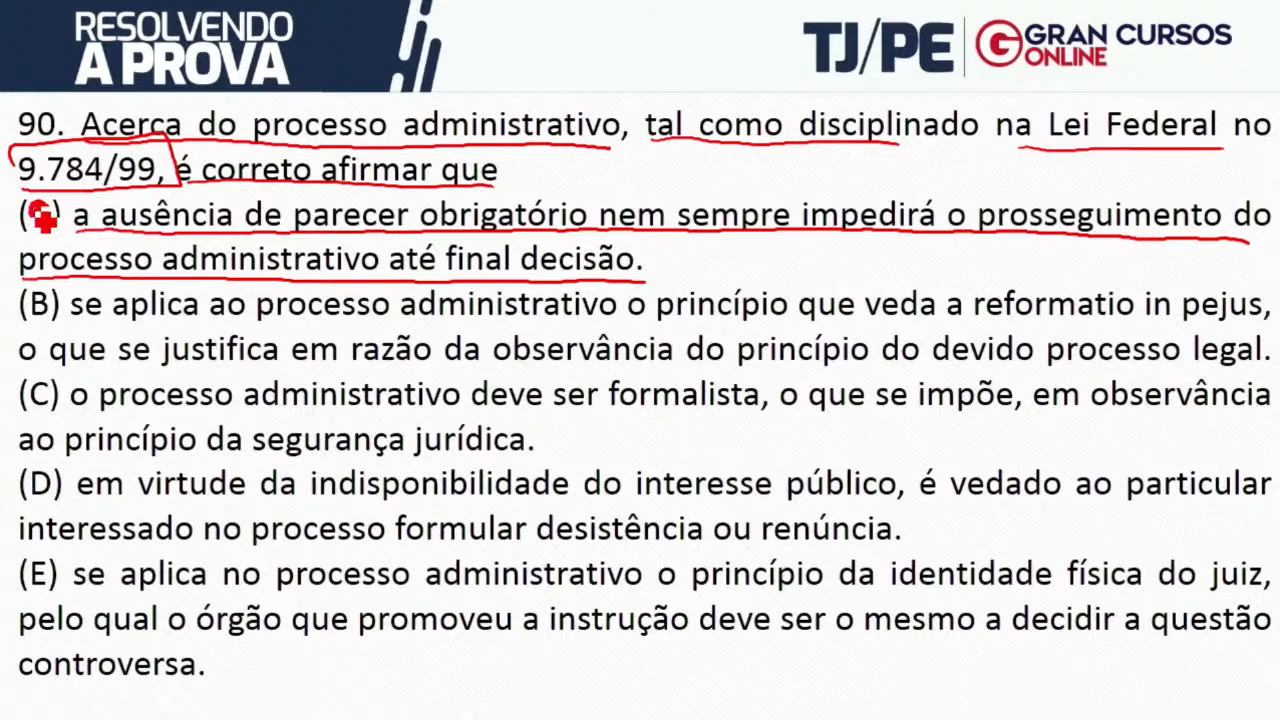 RESOLVENDO
A PROVA
TJ/PE
GRAN CURSOS
ONLINE
90. Acerca do processo administrativo, tal como disciplinado na Lei Federal no
9.784/99, é correto afirmar que
( ) a ausência de parecer obrigatório nem sempre impedirá o prosseguimento do
processo administrativo até final decisão.
(B) se aplica ao processo administrativo o princípio que veda a reformatio in pejus,
o que se justifica em razão da observância do princípio do devido processo legal.
(C) o processo administrativo deve ser formalista, o que se impõe, em observância
ao princípio da segurança jurídica.
(D) em virtude da indisponibilidade do interesse público, é vedado ao particular
interessado no processo formular desistência ou renúncia.
(E) se aplica no processo administrativo o princípio da identidade física do juiz,
pelo qual o órgão que promoveu a instrução deve ser o mesmo a decidir a questão
controversa.